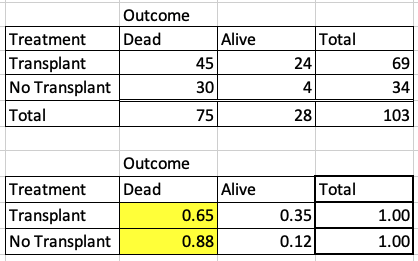 Outcome
Treatment Dead Alive Total
Transplant 45 24 69
No Transplant 30 4 34
Total 75 28 103
Outcome
Treatment Dead Alive Total
Transplant 0.65 0.35 1.00
No Transplant 0.88 0.12 1.00